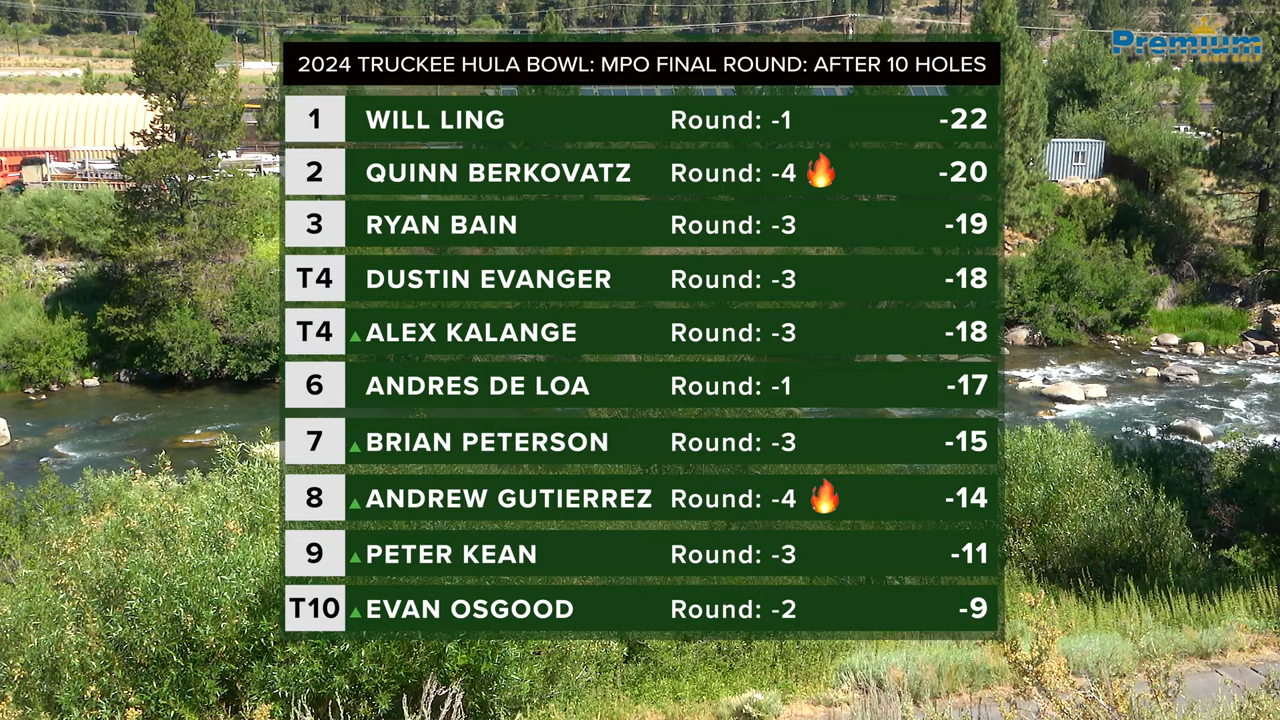 Premium
2024 TRUCKEE HULA BOWL: MPO FINAL ROUND: AFTER 10 HOLES
1 WILL LING Round: -1 -22
2 QUINN BERKOVATZ Round: -4 🔥 -20
3 RYAN BAIN Round: -3 -19
T4 DUSTIN EVANGER Round: -3 -18
T4 ▲ALEX KALANGE Round: -3 -18
6 ANDRES DE LOA Round: -1 -17
7 ▲BRIAN PETERSON Round: -3 -15
8 ▲ANDREW GUTIERREZ Round: -4 🔥 -14
9 ▲PETER KEAN Round: -3 -11
T10 ▲EVAN OSGOOD Round: -2 -9